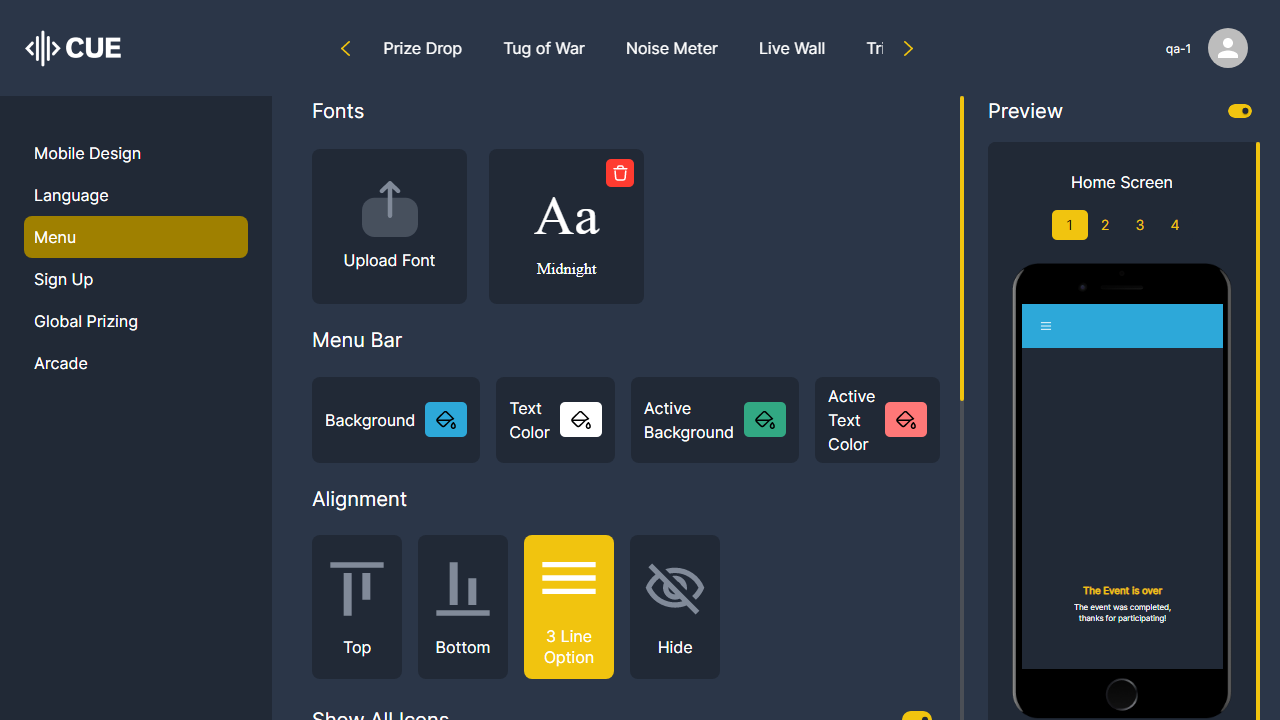 CUE
Prize Drop
Tug of War
Noise Meter
Live Wall
Tri
qa-1
Mobile Design
Language
Menu
Sign Up
Global Prizing
Arcade
Fonts
Upload Font
Aa
Midnight
Menu Bar
Background
Text
Color
Active
Background
Active
Text
Color
Alignment
Top
Bottom
3 Line
Option
Hide
Show All Icons
Preview
Home Screen
1 2 3 4
The Event is over
The event was completed,
thanks for participating!